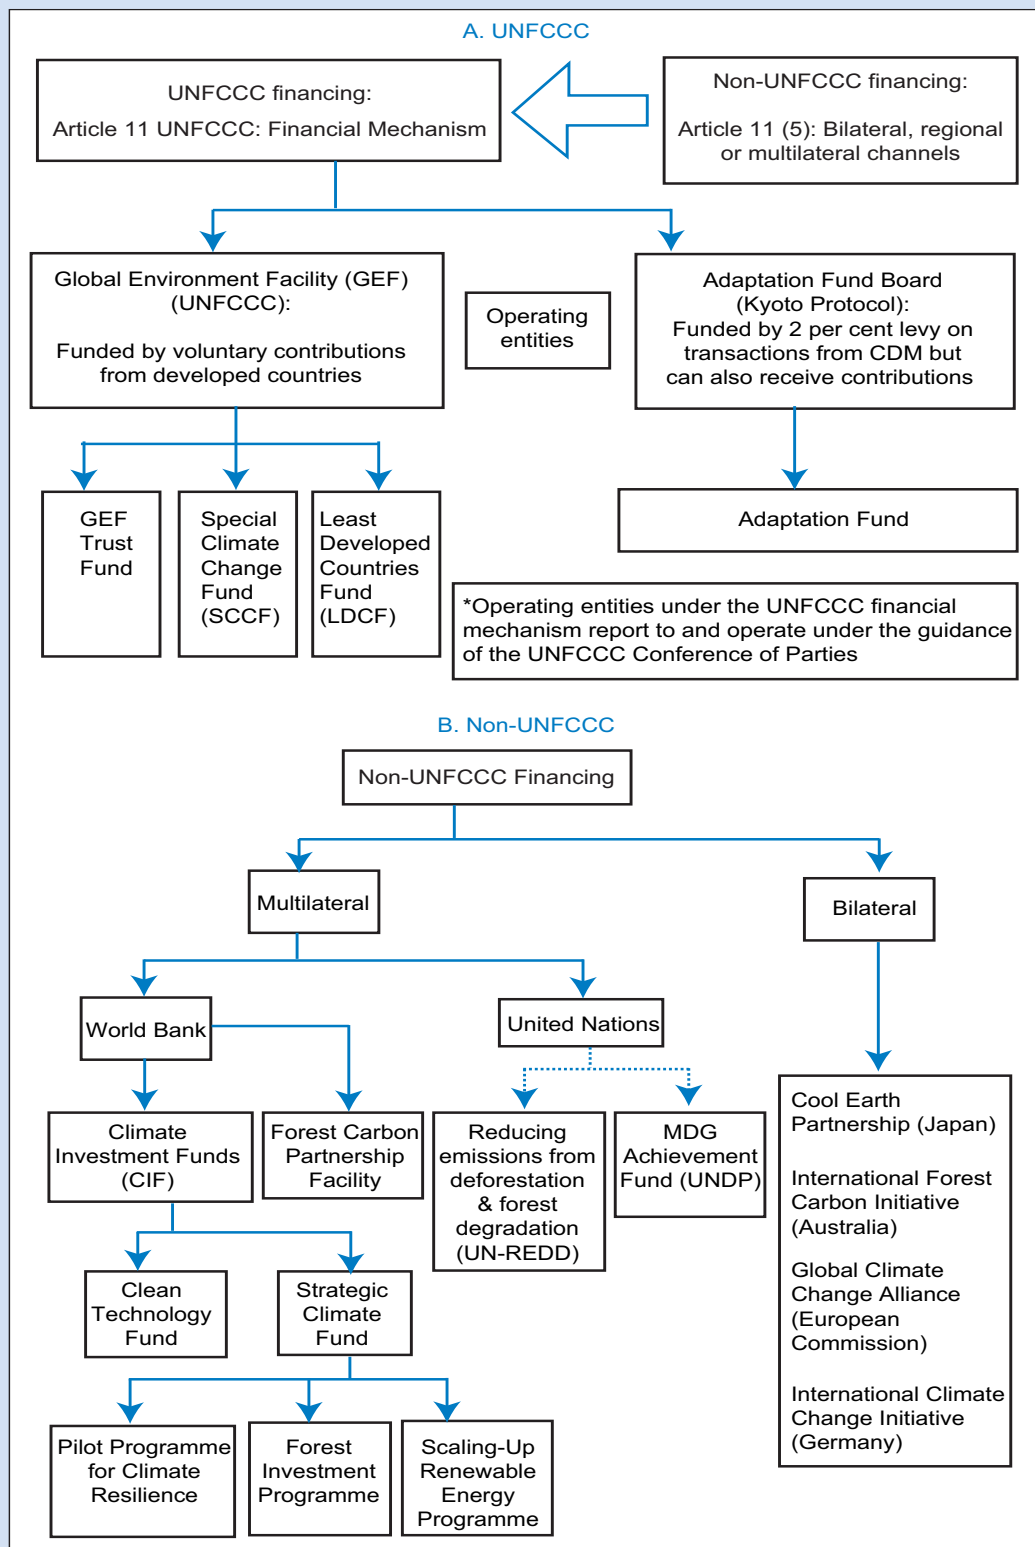 A. UNFCCC
UNFCCC financing:
Article 11 UNFCCC: Financial Mechanism
Non-UNFCCC financing:
Article 11 (5): Bilateral, regional
or multilateral channels
Global Environment Facility (GEF)
(UNFCCC):
Funded by voluntary contributions
from developed countries
Operating
entities
Adaptation Fund Board
(Kyoto Protocol):
Funded by 2 per cent levy on
transactions from CDM but
can also receive contributions
GEF
Trust
Fund
Special
Climate
Change
Fund
(SCCF)
Least
Developed
Countries
Fund
(LDCF)
Adaptation Fund
*Operating entities under the UNFCCC financial
mechanism report to and operate under the guidance
of the UNFCCC Conference of Parties
B. Non-UNFCCC
Non-UNFCCC Financing
Multilateral
Bilateral
World Bank
United Nations
Climate
Investment Funds
(CIF)
Forest Carbon
Partnership
Facility
Reducing
emissions from
deforestation
& forest
degradation
(UN-REDD)
MDG
Achievement
Fund (UNDP)
Cool Earth
Partnership (Japan)
International Forest
Carbon Initiative
(Australia)
Global Climate
Change Alliance
(European
Commission)
International Climate
Change Initiative
(Germany)
Clean
Technology
Fund
Strategic
Climate
Fund
Pilot Programme
for Climate
Resilience
Forest
Investment
Programme
Scaling-Up
Renewable
Energy
Programme